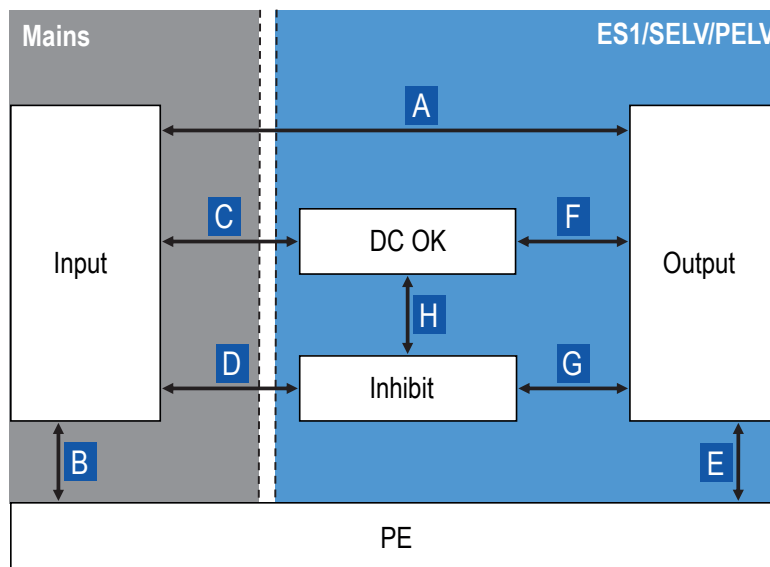 Mains
ES1/SELV/PELV
A
C
F
DC OK
Input
Output
H
D
G
Inhibit
B
E
PE